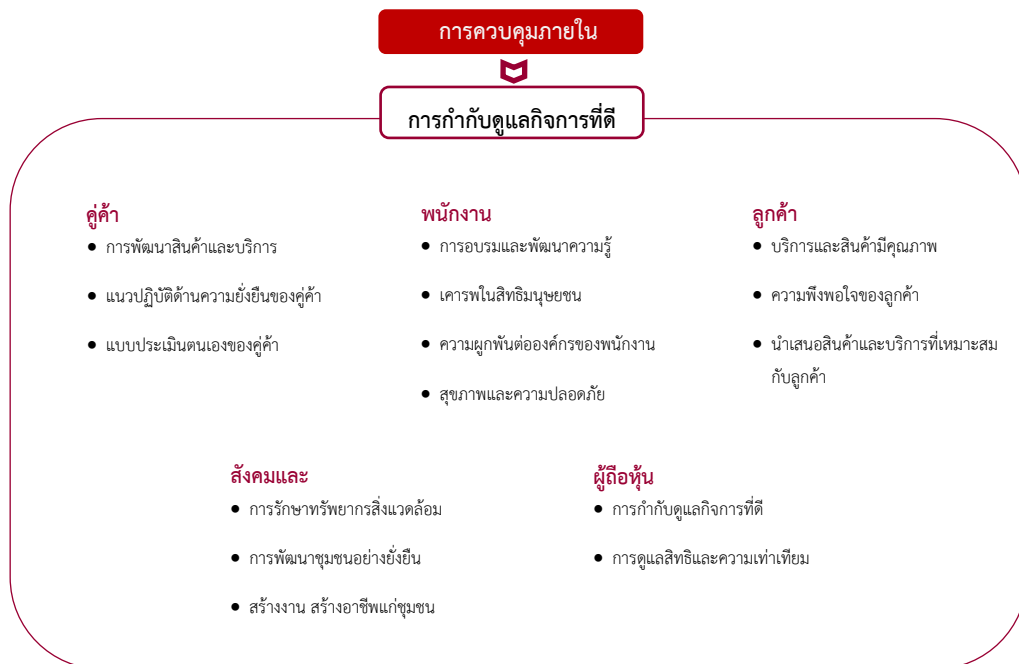 การควบคุมภายใน
การกำกับดูแลกิจการที่ดี
คู่ค้า
● การพัฒนาสินค้าและบริการ
● แนวปฏิบัติด้านความยั่งยืนของคู่ค้า
● แบบประเมินตนเองของคู่ค้า
พนักงาน
● การอบรมและพัฒนาความรู้
● เคารพในสิทธิมนุษยชน
● ความผูกพันต่อองค์กรของพนักงาน
● สุขภาพและความปลอดภัย
ลูกค้า
● บริการและสินค้ามีคุณภาพ
● ความพึงพอใจของลูกค้า
● นำเสนอสินค้าและบริการที่เหมาะสม
กับลูกค้า
สังคมและ
● การรักษาทรัพยากรสิ่งแวดล้อม
● การพัฒนาชุมชนอย่างยั่งยืน
● สร้างงาน สร้างอาชีพแก่ชุมชน
ผู้ถือหุ้น
● การกำกับดูแลกิจการที่ดี
● การดูแลสิทธิและความเท่าเทียม